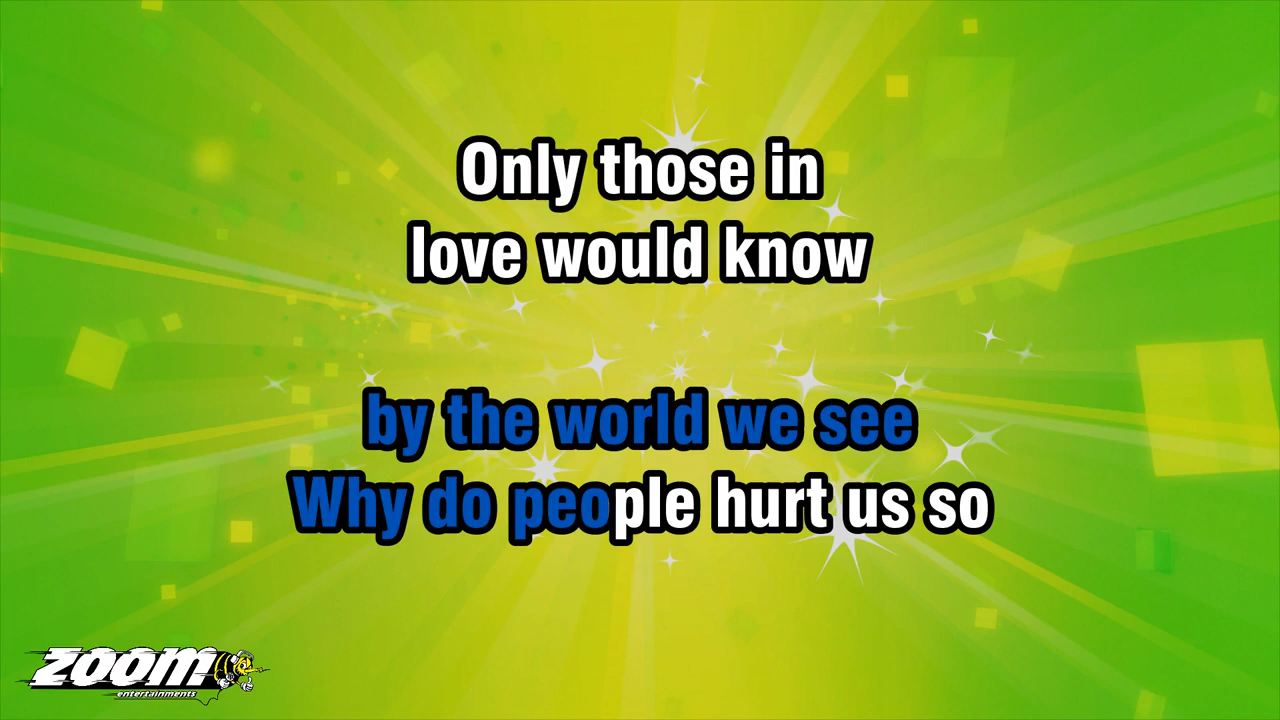 Only those in
love would know
by the world we see
Why do people hurt us so
zoom
entertainments